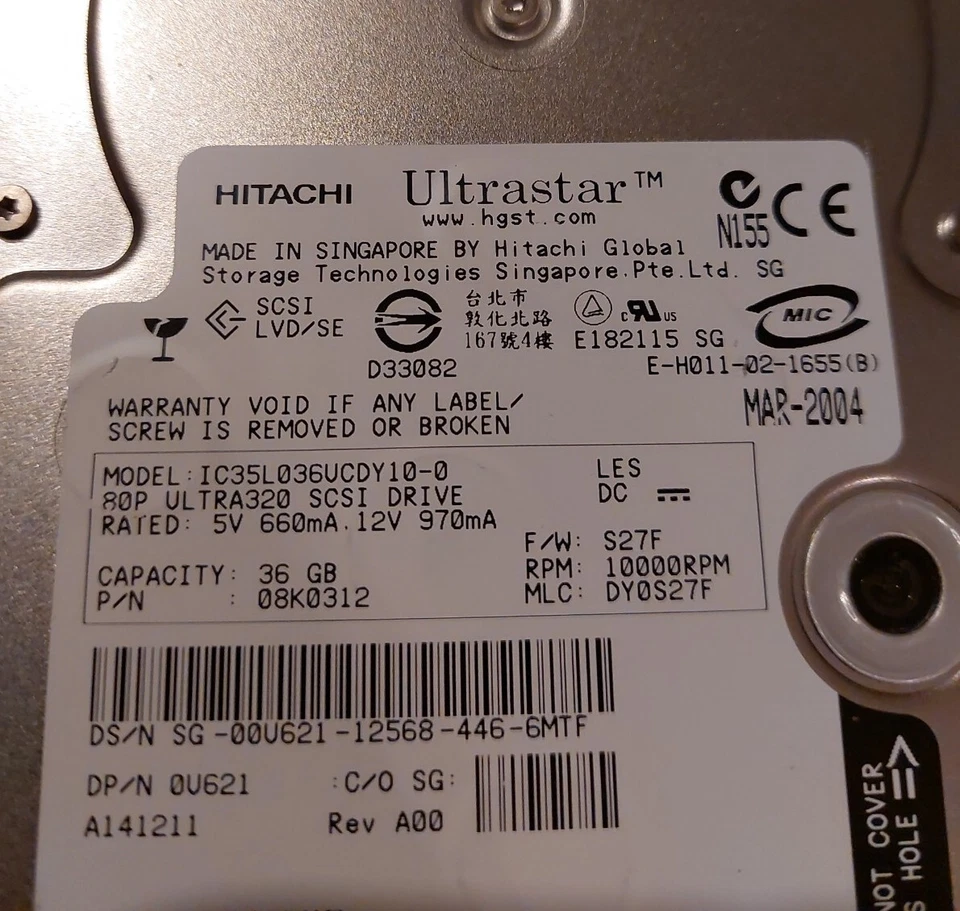 HITACHI Ultrastar™
www.hgst.com
N155 CE
MADE IN SINGAPORE BY Hitachi Global
Storage Technologies Singapore.Pte.Ltd. SG
SCSI
LVD/SE
D33082
台北市
敦化北路
167號4樓
c RU us
E182115 SG
MIC
E-H011-02-1655(B)
WARRANTY VOID IF ANY LABEL/
SCREW IS REMOVED OR BROKEN
MAR-2004
MODEL:IC35L036UCDY10-0
80P ULTRA320 SCSI DRIVE
RATED: 5V 660mA.12V 970mA
LES
DC
CAPACITY: 36 GB
P/N : 08K0312
F/W: S27F
RPM: 10000RPM
MLC: DY0S27F
DS/N SG-00U621-12568-446-6MTF
DP/N 0U621 :C/O SG:
A141211 Rev A00
NOT COVER
S HOLE =>